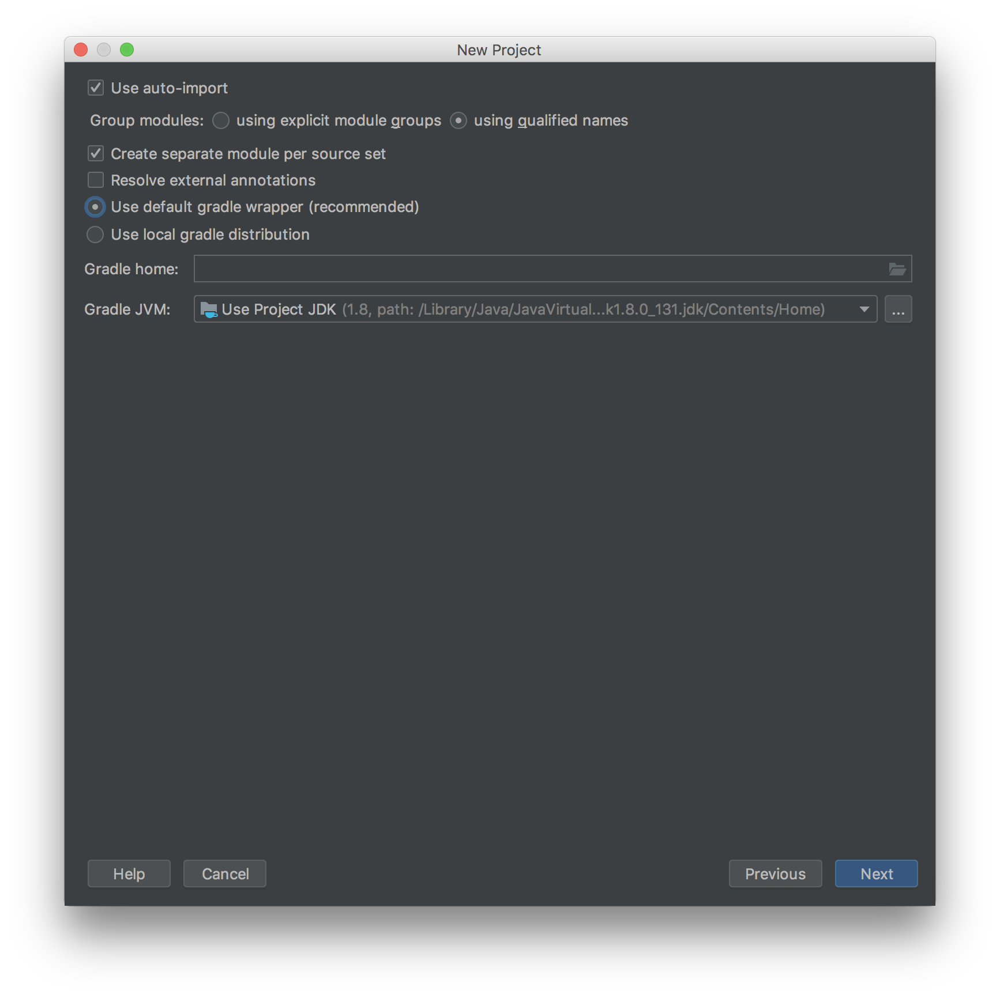 New Project
Use auto-import
Group modules: using explicit module groups using qualified names
Create separate module per source set
Resolve external annotations
Use default gradle wrapper (recommended)
Use local gradle distribution
Gradle home:
Gradle JVM: Use Project JDK (1.8, path: /Library/Java/JavaVirtual...k1.8.0_131.jdk/Contents/Home) ...
Help Cancel Previous Next